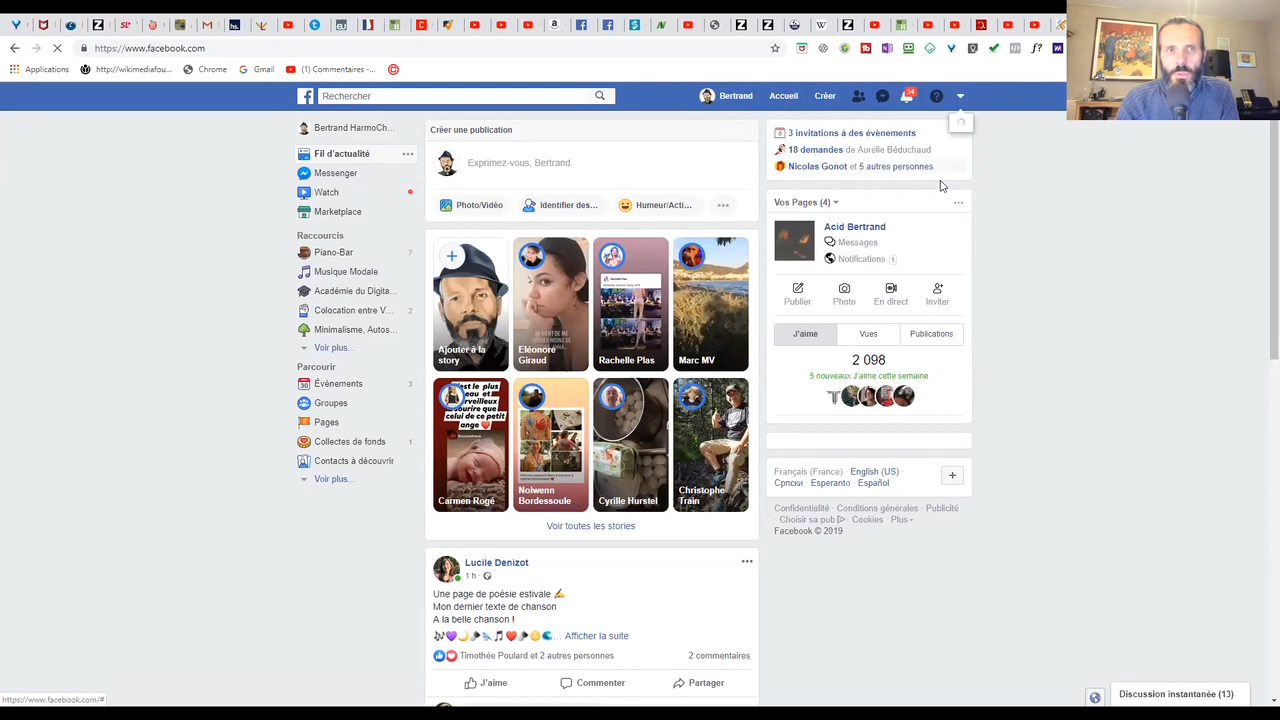 https://www.facebook.com
Applications
http://wikimediafou...
Chrome
Gmail
(1) Commentaires -...
Rechercher
Bertrand
Accueil
Créer
34
Bertrand HarmoCh...
Fil d'actualité
Messenger
Watch
Marketplace
Raccourcis
Piano-Bar 7
Musique Modale
Académie du Digita...
Colocation entre V... 2
Minimalisme, Autos...
Voir plus...
Parcourir
Évènements 3
Groupes
Pages
Collectes de fonds 1
Contacts à découvrir
Voir plus...
Créer une publication
Exprimez-vous, Bertrand
Photo/Vidéo
Identifier des...
Humeur/Acti...
Ajouter à la
story
Eléonore
Giraud
Rachelle Plas
Marc MV
Carmen Rogé
Nolwenn
Bordessoule
Cyrille Hurstel
Christophe
Train
Voir toutes les stories
Lucile Denizot
1 h
Une page de poésie estivale
Mon dernier texte de chanson
A la belle chanson !
... Afficher la suite
Timothée Poulard et 2 autres personnes
2 commentaires
J'aime
Commenter
Partager
3 invitations à des évènements
18 demandes de Aurélie Béduchaud
Nicolas Gonot et 5 autres personnes
Vos Pages (4)
Acid Bertrand
Messages
Notifications 1
Publier
Photo
En direct
Inviter
J'aime
Vues
Publications
2 098
5 nouveaux J'aime cette semaine
Français (France) · English (US) ·
Српски · Esperanto · Español
Confidentialité · Conditions générales · Publicité
· Choisir sa pub · Cookies · Plus
Facebook © 2019
https://www.facebook.com/#
Discussion instantanée (13)